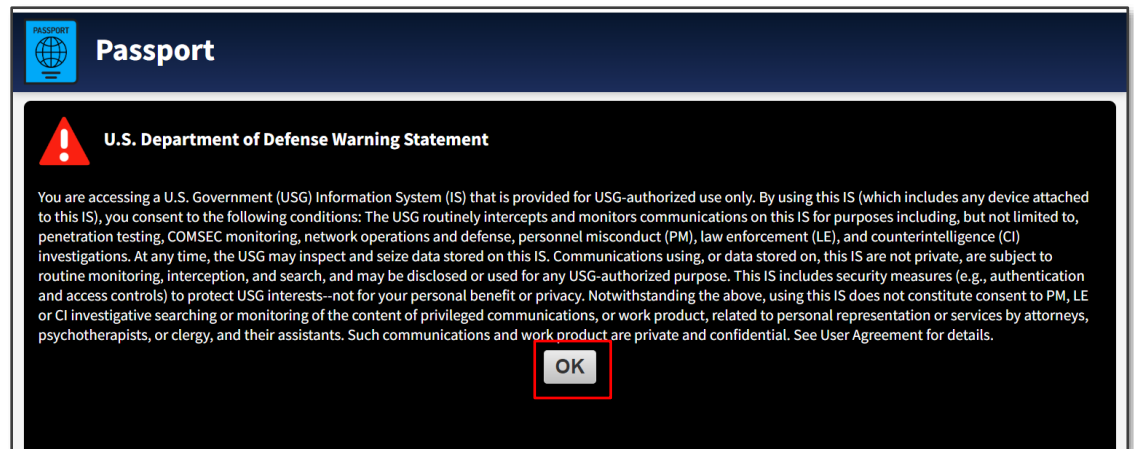 PASSPORT
Passport
U.S. Department of Defense Warning Statement
You are accessing a U.S. Government (USG) Information System (IS) that is provided for USG-authorized use only. By using this IS (which includes any device attached
to this IS), you consent to the following conditions: The USG routinely intercepts and monitors communications on this IS for purposes including, but not limited to,
penetration testing, COMSEC monitoring, network operations and defense, personnel misconduct (PM), law enforcement (LE), and counterintelligence (CI)
investigations. At any time, the USG may inspect and seize data stored on this IS. Communications using, or data stored on, this IS are not private, are subject to
routine monitoring, interception, and search, and may be disclosed or used for any USG-authorized purpose. This IS includes security measures (e.g., authentication
and access controls) to protect USG interests--not for your personal benefit or privacy. Notwithstanding the above, using this IS does not constitute consent to PM, LE
or CI investigative searching or monitoring of the content of privileged communications, or work product, related to personal representation or services by attorneys,
psychotherapists, or clergy, and their assistants. Such communications and work product are private and confidential. See User Agreement for details.
OK